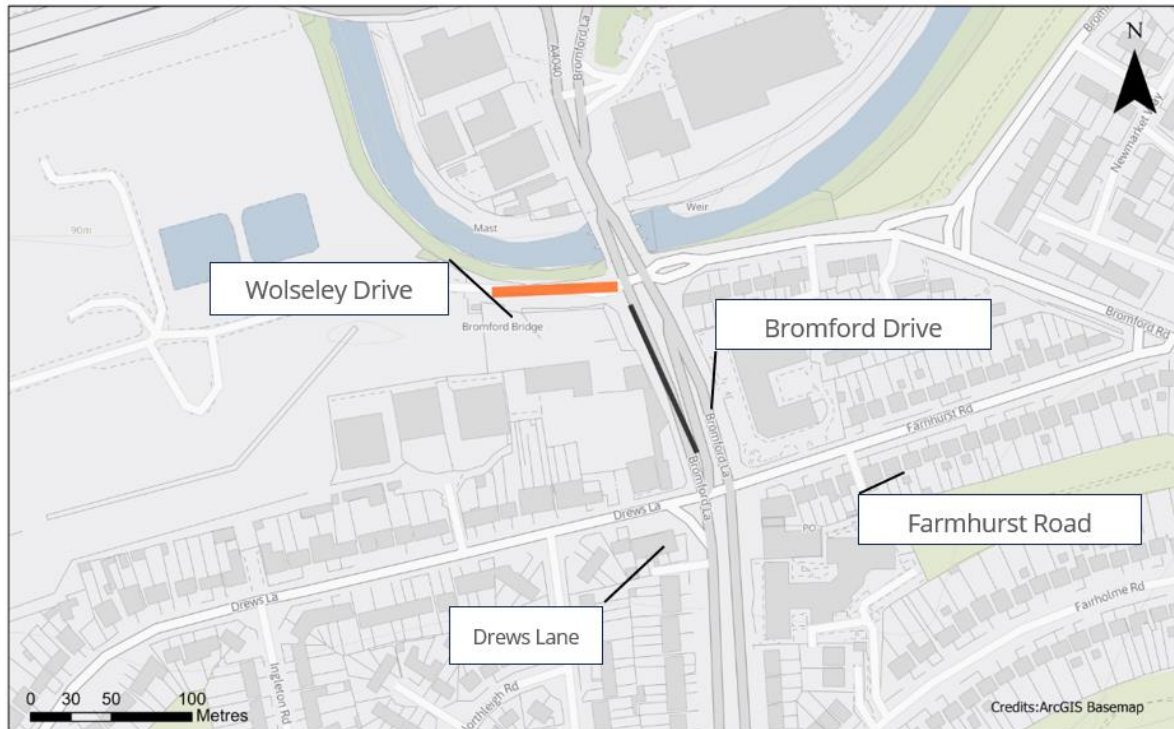 A4040
Bromford La
N
Newmarket Way
Weir
Mast
90m
Wolseley Drive
Bromford Bridge
Bromford Drive
Bromford Rd
Farmhurst Rd
Bromford La
Bromford La
Drews La
PO
Farmhurst Road
Drews La
Drews Lane
Fairholme Rd
Ingleton Rd
0 30 50 100
Metres
Credits:ArcGIS Basemap